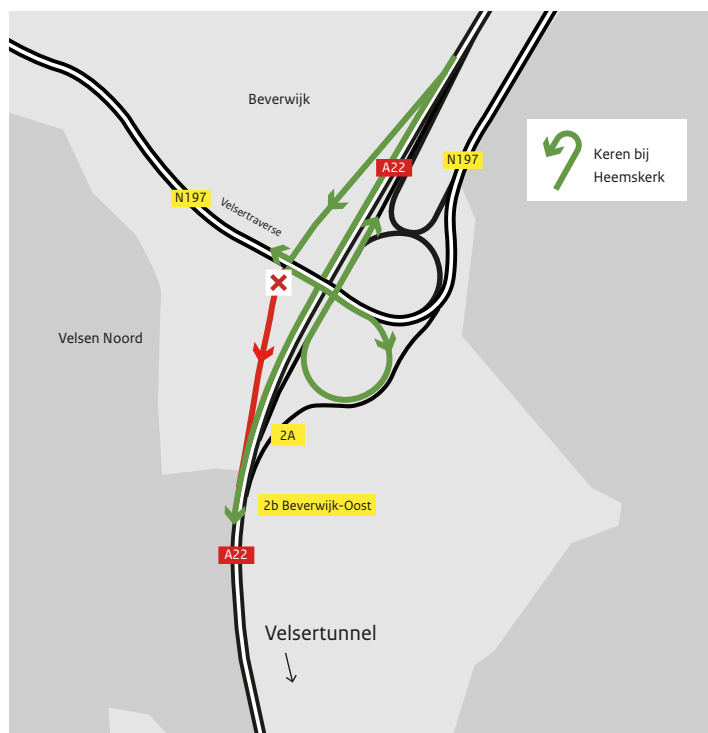 Beverwijk
Keren bij
Heemskerk
N197
A22
N197
Velsertraverse
Velsen Noord
2A
2b Beverwijk-Oost
A22
Velsertunnel